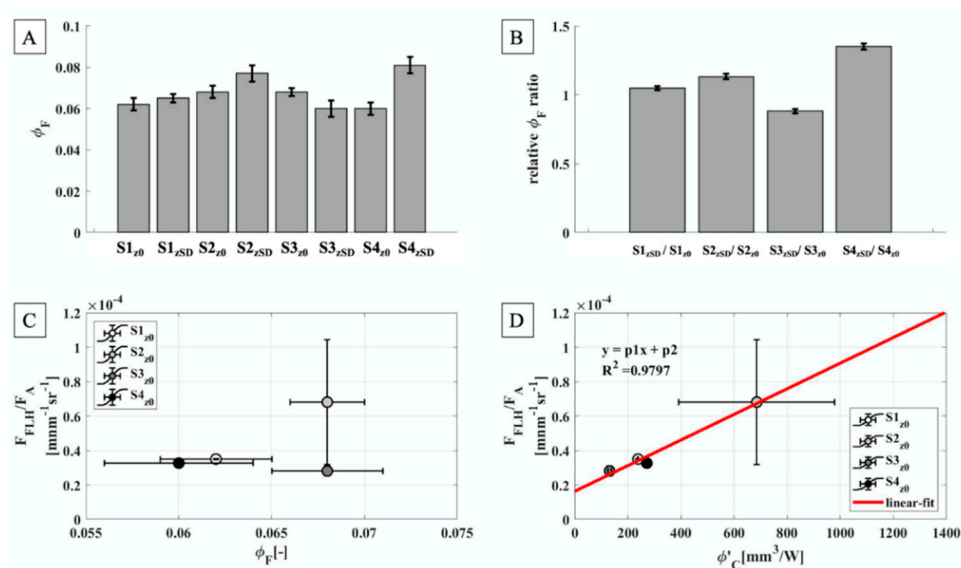 A
0.1
0.08
0.06
0.04
0.02
0
ϕF
S1z0 S1zSD S2z0 S2zSD S3z0 S3zSD S4z0 S4zSD
B
1.5
1
0.5
0
relative ϕF ratio
S1zSD/ S1z0 S2zSD/ S2z0 S3zSD/ S3z0 S4zSD/ S4z0
C
×10-4
1.2
1
0.8
0.6
0.4
0.2
0
FFLH/FA
[mnm-1sr-1]
S1z0
S2z0
S3z0
S4z0
0.055 0.06 0.065 0.07 0.075
ϕF[-]
D
×10-4
1.2
1
0.8
0.6
0.4
0.2
0
FFLH/FA
[mnm-1sr-1]
y = p1x + p2
R2 =0.9797
S1z0
S2z0
S3z0
S4z0
linear-fit
0 200 400 600 800 1000 1200 1400
ϕ'C[mm3/W]